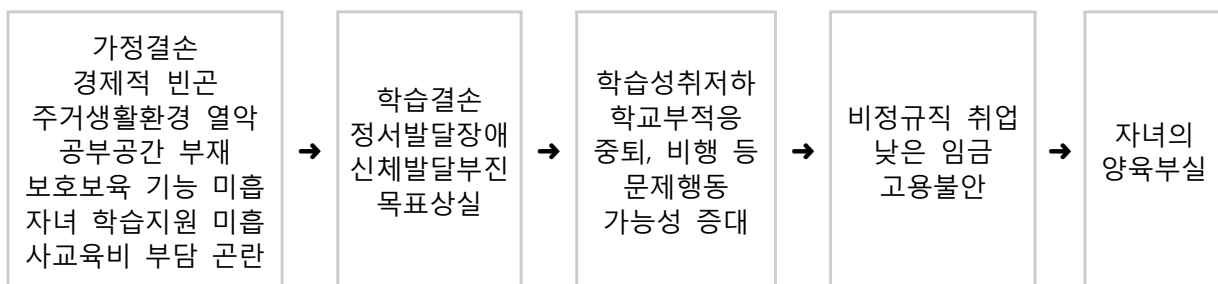 가정결손
경제적 빈곤
주거생활환경 열악
공부공간 부재
보호보육 기능 미흡
자녀 학습지원 미흡
사교육비 부담 곤란
➜
학습결손
정서발달장애
신체발달부진
목표상실
➜
학습성취저하
학교부적응
중퇴, 비행 등
문제행동
가능성 증대
➜
비정규직 취업
낮은 임금
고용불안
➜
자녀의
양육부실